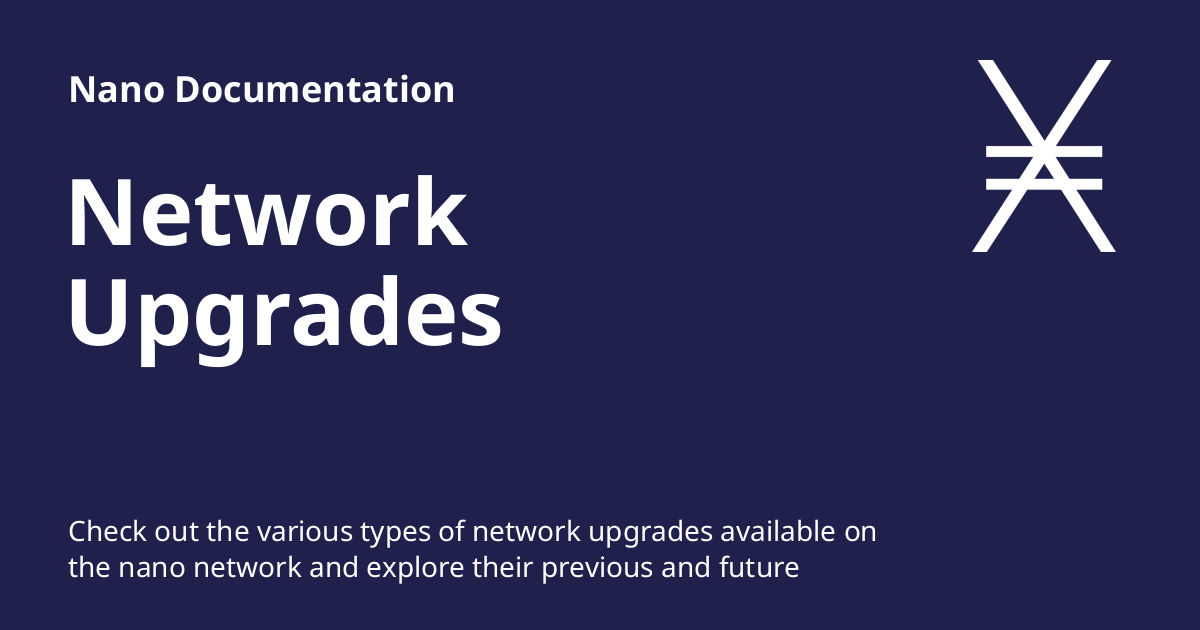 Nano Documentation
Network
Upgrades
Check out the various types of network upgrades available on
the nano network and explore their previous and future